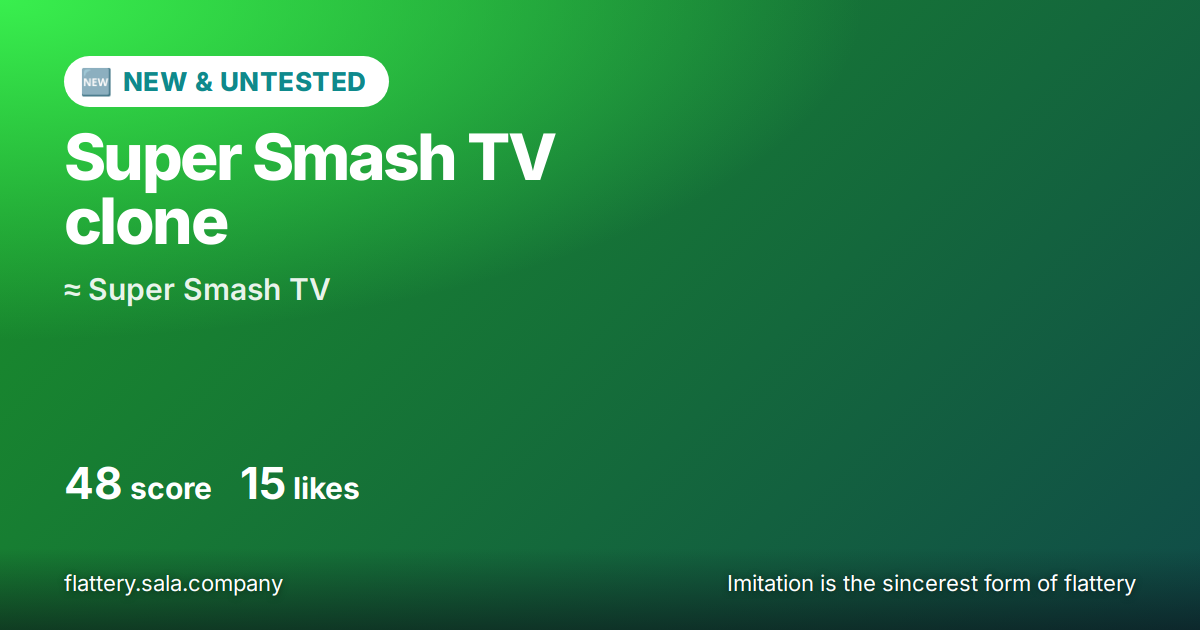 🆕 NEW & UNTESTED
Super Smash TV
clone
≈ Super Smash TV
48 score 15 likes
flattery.sala.company
Imitation is the sincerest form of flattery